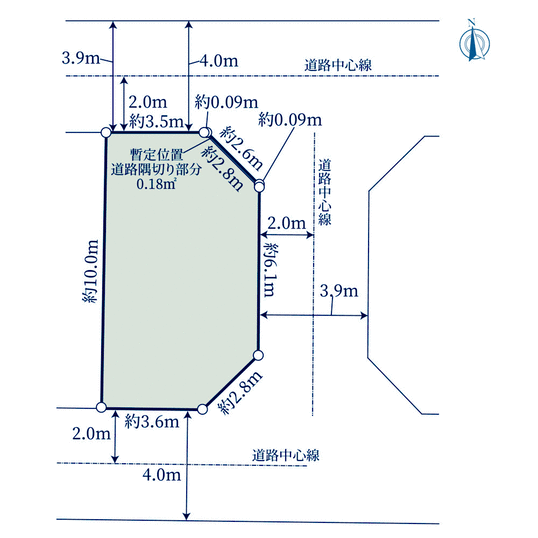 N
3.9m
4.0m
道路中心線
2.0m
約3.5m
約0.09m
約0.09m
約2.6m
約2.8m
暫定位置
道路隅切り部分
0.18㎡
道路中心線
2.0m
約10.0m
約6.1m
3.9m
約2.8m
約3.6m
2.0m
道路中心線
4.0m